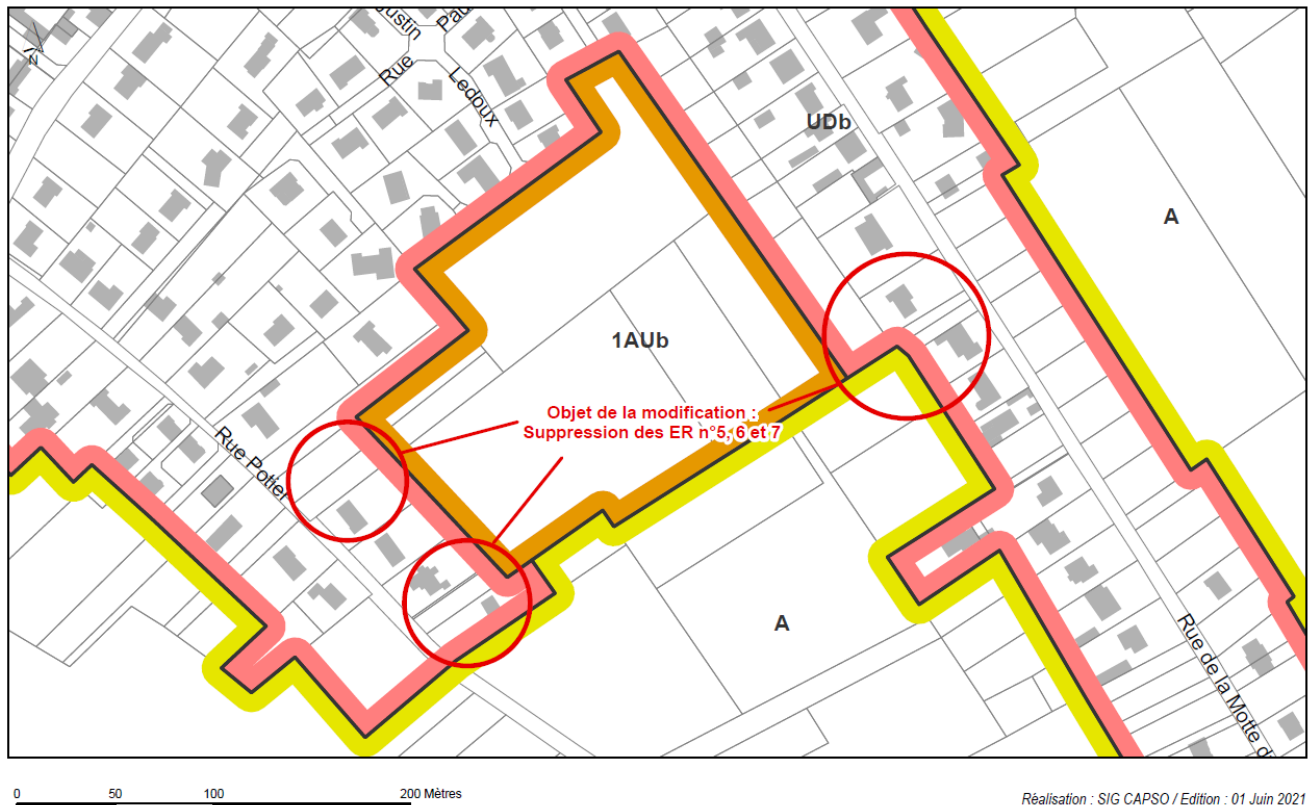 N
Rue
Ledoux
UDb
A
1AUb
Objet de la modification :
Suppression des ER n°5, 6 et 7
Rue Potier
A
Rue de la Motte
0 50 100 200 Mètres
Réalisation : SIG CAPSO / Edition : 01 Juin 2021